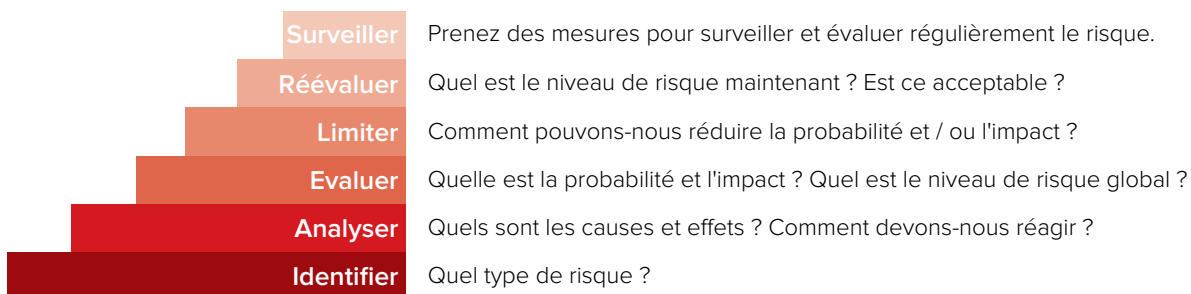 Surveiller Prenez des mesures pour surveiller et évaluer régulièrement le risque.
Réévaluer Quel est le niveau de risque maintenant ? Est ce acceptable ?
Limiter Comment pouvons-nous réduire la probabilité et / ou l'impact ?
Evaluer Quelle est la probabilité et l'impact ? Quel est le niveau de risque global ?
Analyser Quels sont les causes et effets ? Comment devons-nous réagir ?
Identifier Quel type de risque ?